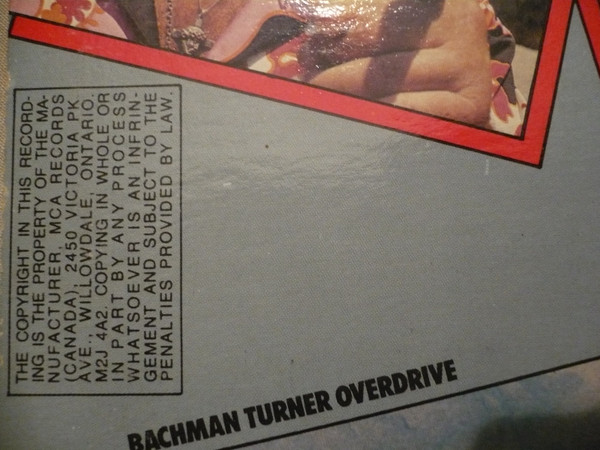 THE COPYRIGHT IN THIS RECORD-
ING IS THE PROPERTY OF THE MA-
NUFACTURER, MCA RECORDS
(CANADA), 2450 VICTORIA PK
AVE., WILLOWDALE, ONTARIO,
M2J 4A2. COPYING IN WHOLE OR
IN PART BY ANY PROCESS
WHATSOEVER IS AN INFRIN-
GEMENT AND SUBJECT TO THE
PENALTIES PROVIDED BY LAW.
BACHMAN TURNER OVERDRIVE